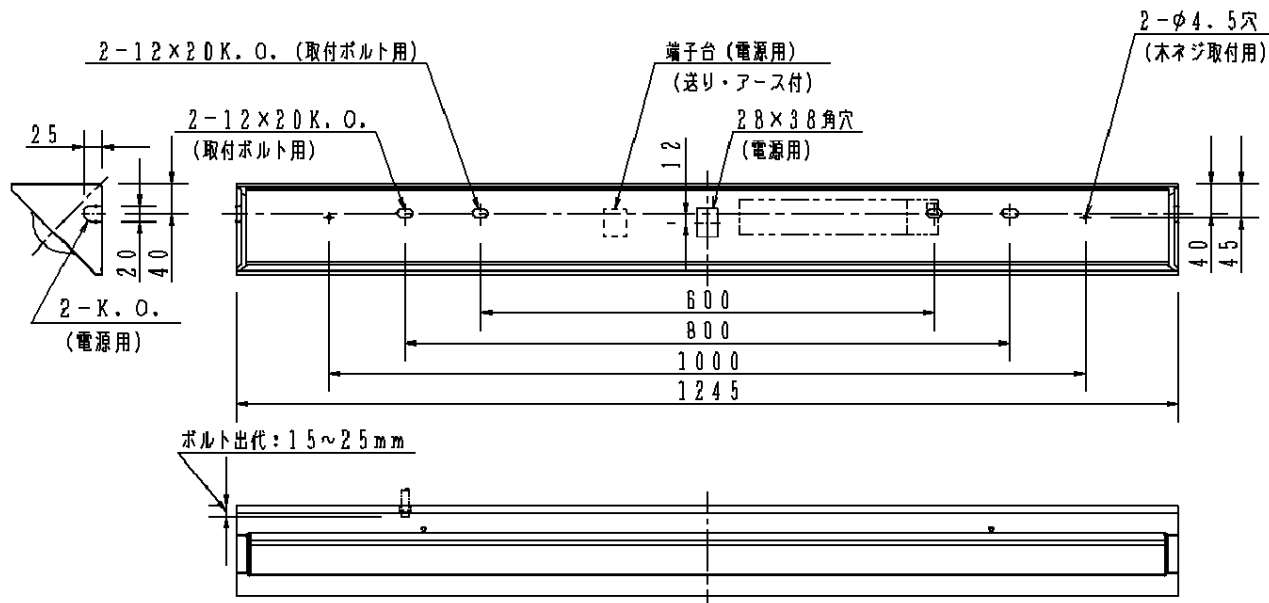 2-φ4.5穴
(木ネジ取付用)
2-12×20K.O.(取付ボルト用)
端子台(電源用)
(送り・アース付)
2-12×20K.O.
(取付ボルト用)
28×38角穴
(電源用)
25
12
20
40
40
45
2-K.O.
(電源用)
600
800
1000
1245
ボルト出代:15~25mm